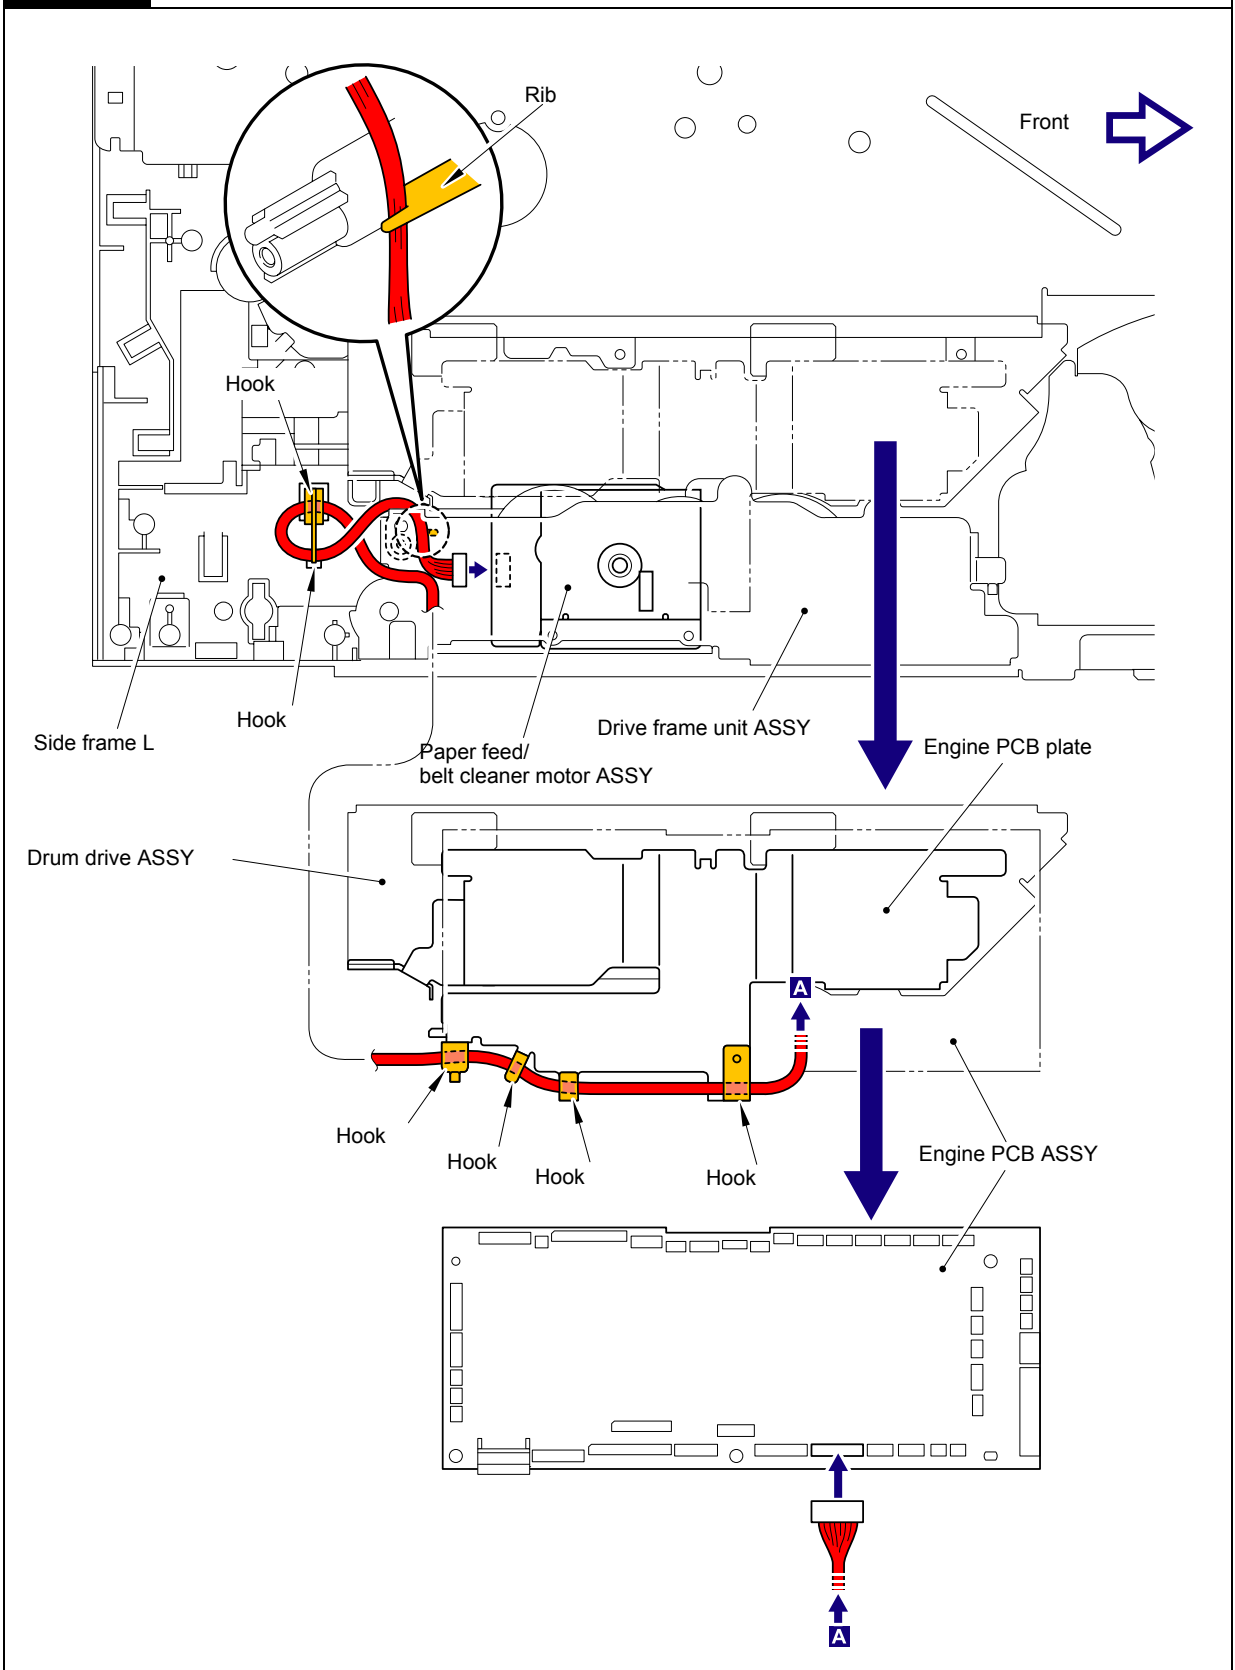 Rib
Front
Hook
Hook
Side frame L
Paper feed/
belt cleaner motor ASSY
Drive frame unit ASSY
Engine PCB plate
Drum drive ASSY
A
Hook
Hook
Hook
Hook
Engine PCB ASSY
A